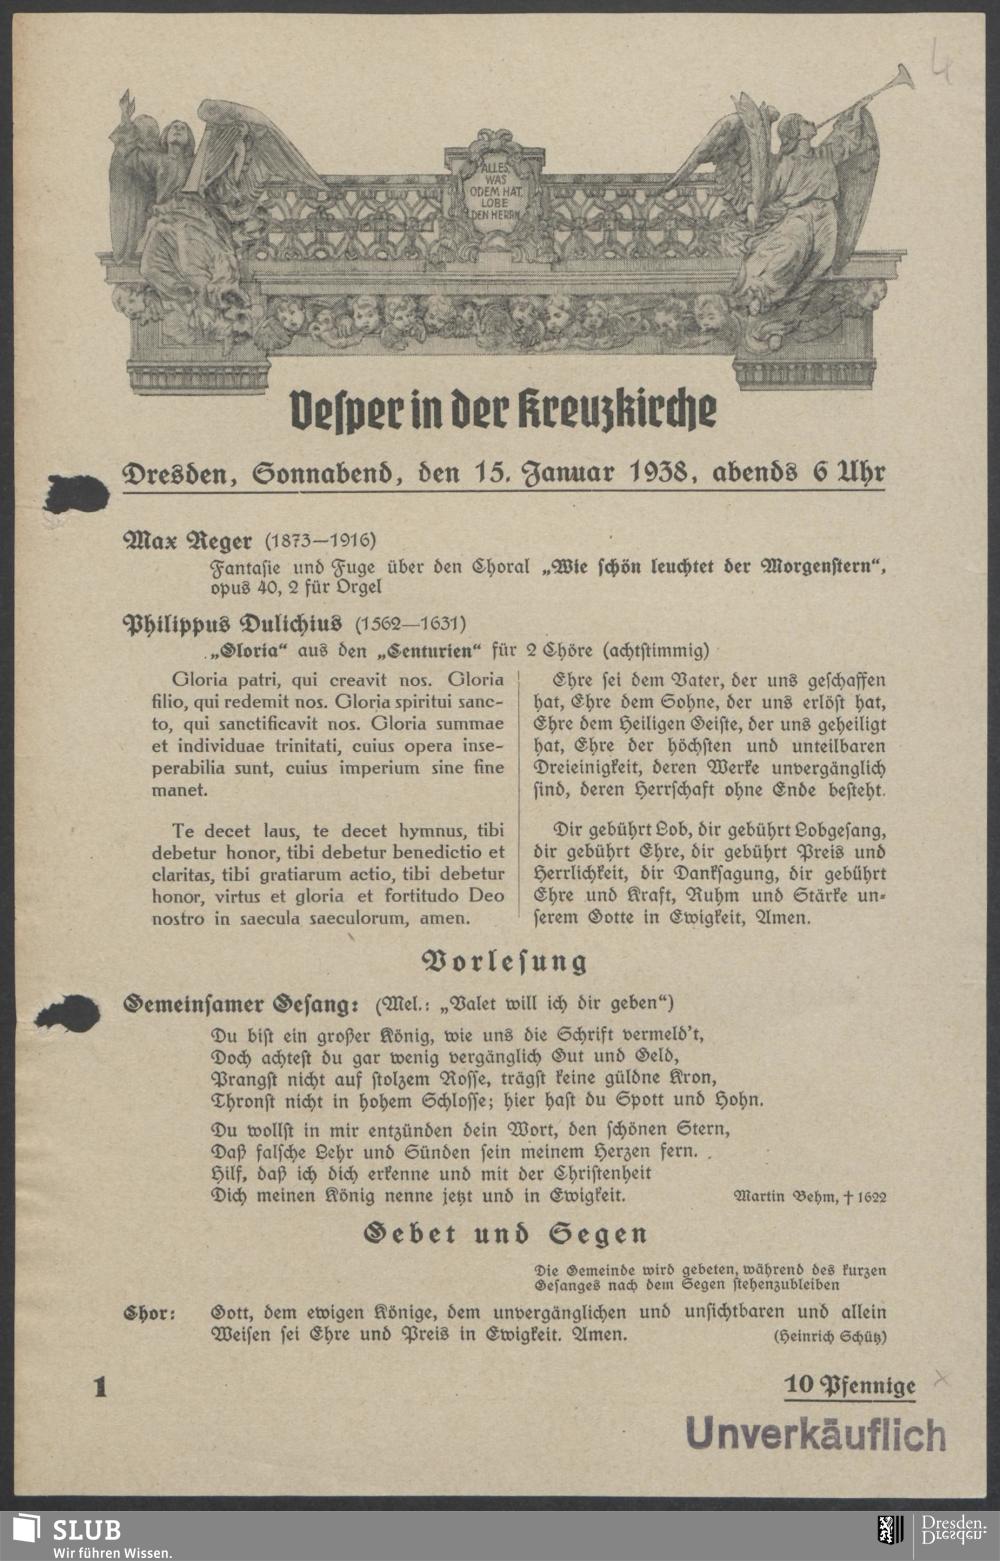 4
ALLES,
WAS
ODEM HAT,
LOBE
DEN HERRN
Vesper in der Kreuzkirche
Dresden, Sonnabend, den 15. Januar 1938, abends 6 Uhr
Max Reger (1873—1916)
Fantasie und Fuge über den Choral „Wie schön leuchtet der Morgenstern“,
opus 40, 2 für Orgel
Philippus Dulichius (1562—1631)
„Gloria“ aus den „Centurien“ für 2 Chöre (achtstimmig)
Gloria patri, qui creavit nos. Gloria
filio, qui redemit nos. Gloria spiritui sanc-
to, qui sanctificavit nos. Gloria summae
et individuae trinitati, cuius opera inse-
perabilia sunt, cuius imperium sine fine
manet.
Te decet laus, te decet hymnus, tibi
debetur honor, tibi debetur benedictio et
claritas, tibi gratiarum actio, tibi debetur
honor, virtus et gloria et fortitudo Deo
nostro in saecula saeculorum, amen.
Ehre sei dem Vater, der uns geschaffen
hat, Ehre dem Sohne, der uns erlöst hat,
Ehre dem Heiligen Geiste, der uns geheiligt
hat, Ehre der höchsten und unteilbaren
Dreieinigkeit, deren Werke unvergänglich
sind, deren Herrschaft ohne Ende besteht.
Dir gebührt Lob, dir gebührt Lobgesang,
dir gebührt Ehre, dir gebührt Preis und
Herrlichkeit, dir Danksagung, dir gebührt
Ehre und Kraft, Ruhm und Stärke un-
serem Gotte in Ewigkeit, Amen.
Vorlesung
Gemeinsamer Gesang: (Mel.: „Valet will ich dir geben“)
Du bist ein großer König, wie uns die Schrift vermeld't,
Doch achtest du gar wenig vergänglich Gut und Geld,
Prangst nicht auf stolzem Rosse, trägst keine güldne Kron,
Thronst nicht in hohem Schlosse; hier hast du Spott und Hohn.
Du wollst in mir entzünden dein Wort, den schönen Stern,
Daß falsche Lehr und Sünden sein meinem Herzen fern.
Hilf, daß ich dich erkenne und mit der Christenheit
Dich meinen König nenne jetzt und in Ewigkeit. Martin Behm, † 1622
Gebet und Segen
Die Gemeinde wird gebeten, während des kurzen
Gesanges nach dem Segen stehenzubleiben
Chor: Gott, dem ewigen Könige, dem unvergänglichen und unsichtbaren und allein
Weisen sei Ehre und Preis in Ewigkeit. Amen. (Heinrich Schütz)
1 10 Pfennige
Unverkäuflich
SLUB
Wir führen Wissen.
Dresden.
Dresden.